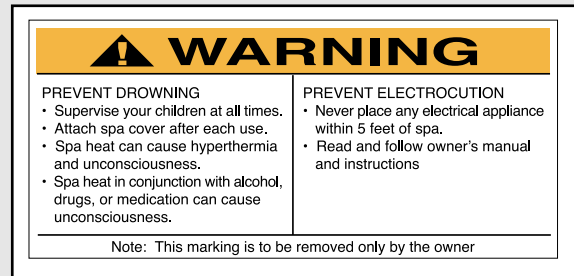 WARNING
PREVENT DROWNING
• Supervise your children at all times.
• Attach spa cover after each use.
• Spa heat can cause hyperthermia
and unconsciousness.
• Spa heat in conjunction with alcohol,
drugs, or medication can cause
unconsciousness.
PREVENT ELECTROCUTION
• Never place any electrical appliance
within 5 feet of spa.
• Read and follow owner's manual
and instructions
Note: This marking is to be removed only by the owner